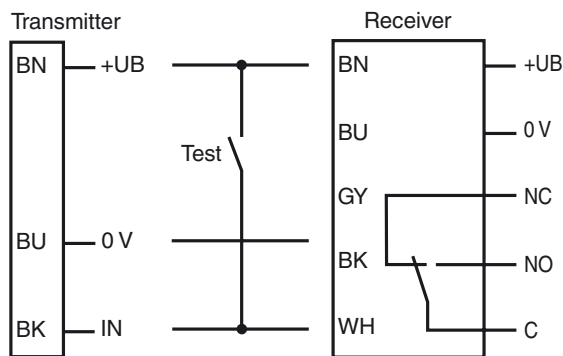 Transmitter
BN +UB
Test
BU 0 V
BK IN
Receiver
BN +UB
BU 0 V
GY NC
BK NO
WH C